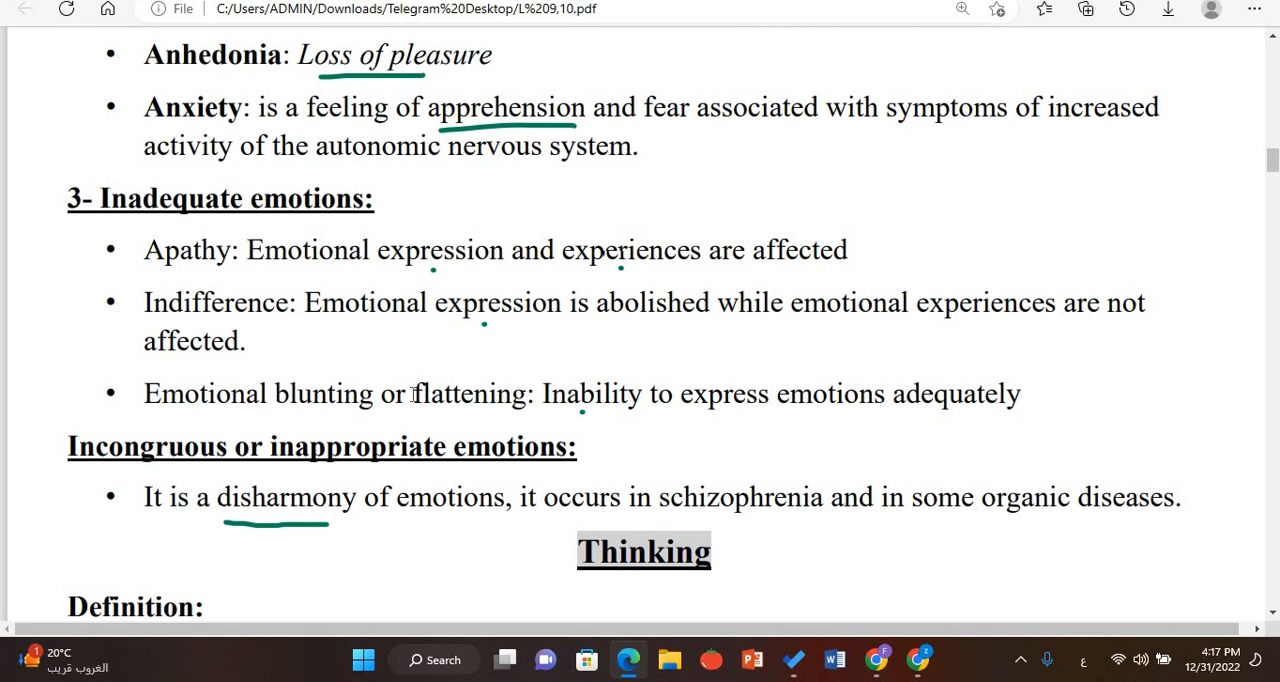 File
C:/Users/ADMIN/Downloads/Telegram%20Desktop/L%209,10.pdf
• Anhedonia: Loss of pleasure
• Anxiety: is a feeling of apprehension and fear associated with symptoms of increased
activity of the autonomic nervous system.
3- Inadequate emotions:
• Apathy: Emotional expression and experiences are affected
• Indifference: Emotional expression is abolished while emotional experiences are not
affected.
• Emotional blunting or flattening: Inability to express emotions adequately
Incongruous or inappropriate emotions:
• It is a disharmony of emotions, it occurs in schizophrenia and in some organic diseases.
Thinking
Definition:
1
20°C
الغروب قريب
Search
P
W
F
z
ع
4:17 PM
12/31/2022